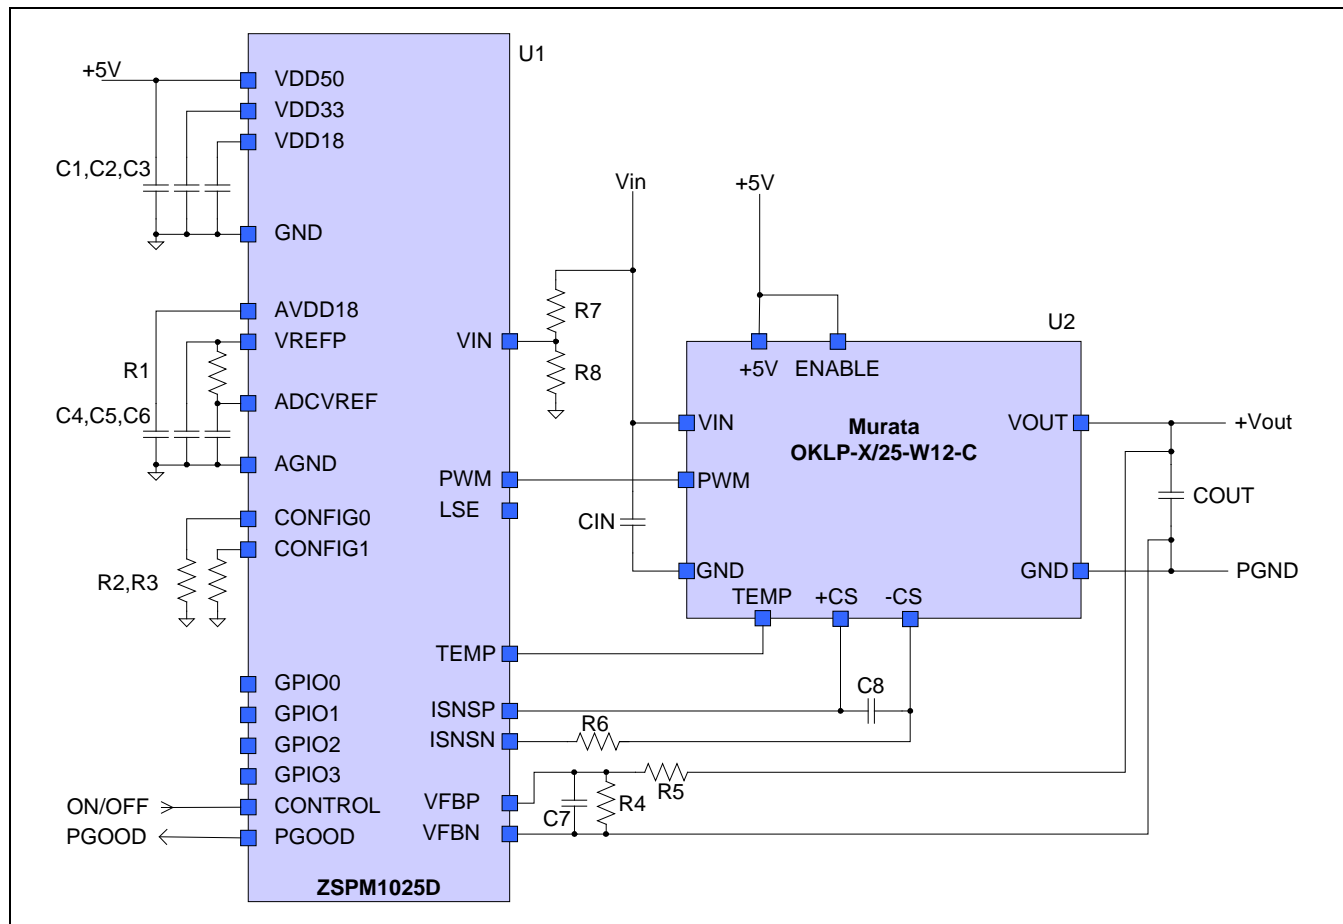 U1
+5V
VDD50
VDD33
VDD18
C1,C2,C3
GND
AVDD18
VREFP
R1
ADCVREF
C4,C5,C6
AGND
CONFIG0
CONFIG1
R2,R3
GPIO0
GPIO1
GPIO2
GPIO3
ON/OFF
CONTROL
PGOOD
PGOOD
VIN
PWM
LSE
TEMP
ISNSP
ISNSN
VFBP
VFBN
ZSPM1025D
Vin
R7
R8
CIN
+5V
U2
+5V
ENABLE
VIN
Murata
OKLP-X/25-W12-C
VOUT
PWM
GND
GND
TEMP
+CS
-CS
+Vout
COUT
PGND
C8
R6
R5
C7
R4